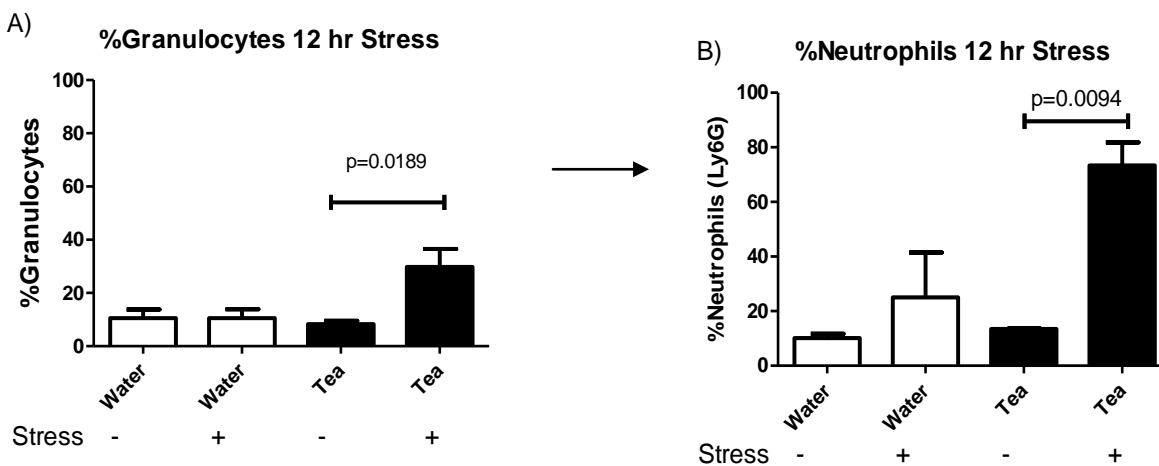 A)
%Granulocytes 12 hr Stress
%Granulocytes
100
80
60
40
20
0
p=0.0189
Water
Water
Tea
Tea
Stress - + - +
B)
%Neutrophils 12 hr Stress
%Neutrophils (Ly6G)
100
80
60
40
20
0
p=0.0094
Water
Water
Tea
Tea
Stress - + - +